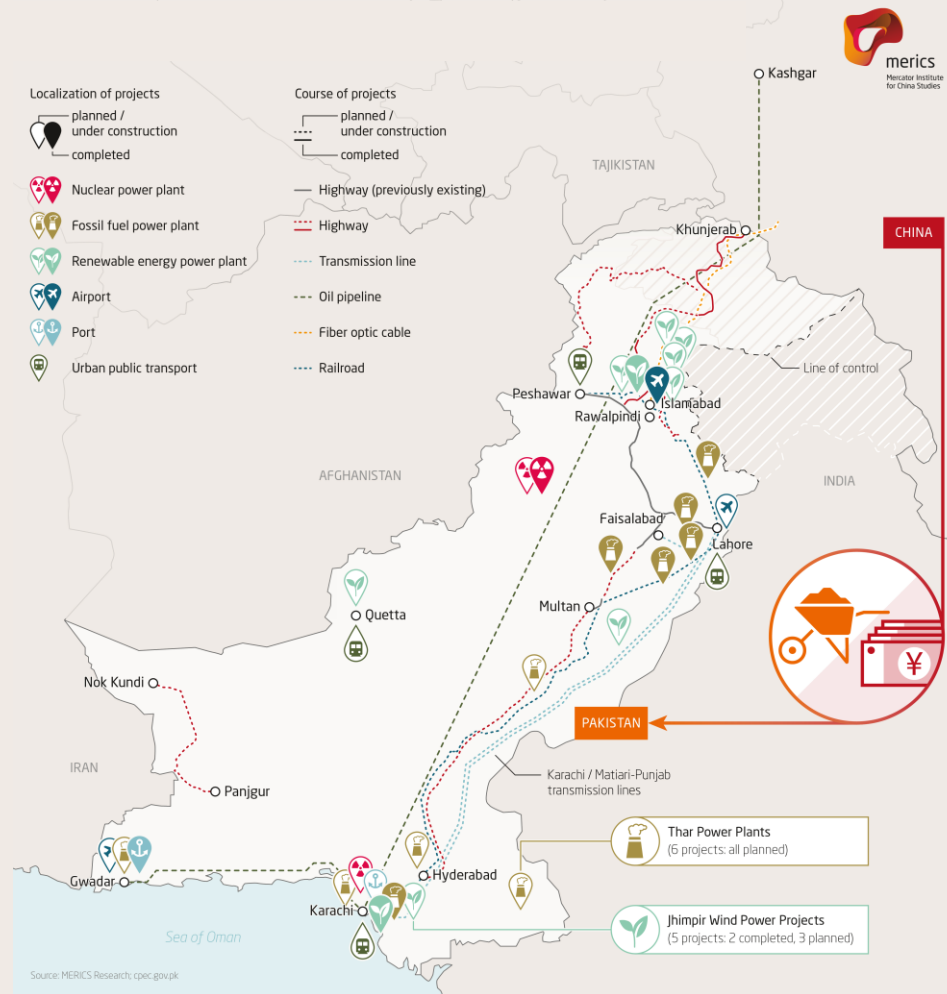 merics
Mercator Institute
for China Studies
Localization of projects
planned /
under construction
completed
Nuclear power plant
Fossil fuel power plant
Renewable energy power plant
Airport
Port
Urban public transport
Course of projects
planned /
under construction
completed
Highway (previously existing)
Highway
Transmission line
Oil pipeline
Fiber optic cable
Railroad
Kashgar
TAJIKISTAN
Khunjerab
CHINA
Line of control
Peshawar
Islamabad
Rawalpindi
AFGHANISTAN
INDIA
Faisalabad
Lahore
Multan
Quetta
¥
Nok Kundi
PAKISTAN
IRAN
Panjgur
Karachi / Matiari-Punjab
transmission lines
Thar Power Plants
(6 projects: all planned)
Gwadar
Hyderabad
Karachi
Jhimpir Wind Power Projects
(5 projects: 2 completed, 3 planned)
Sea of Oman
Source: MERICS Research; cpec.gov.pk